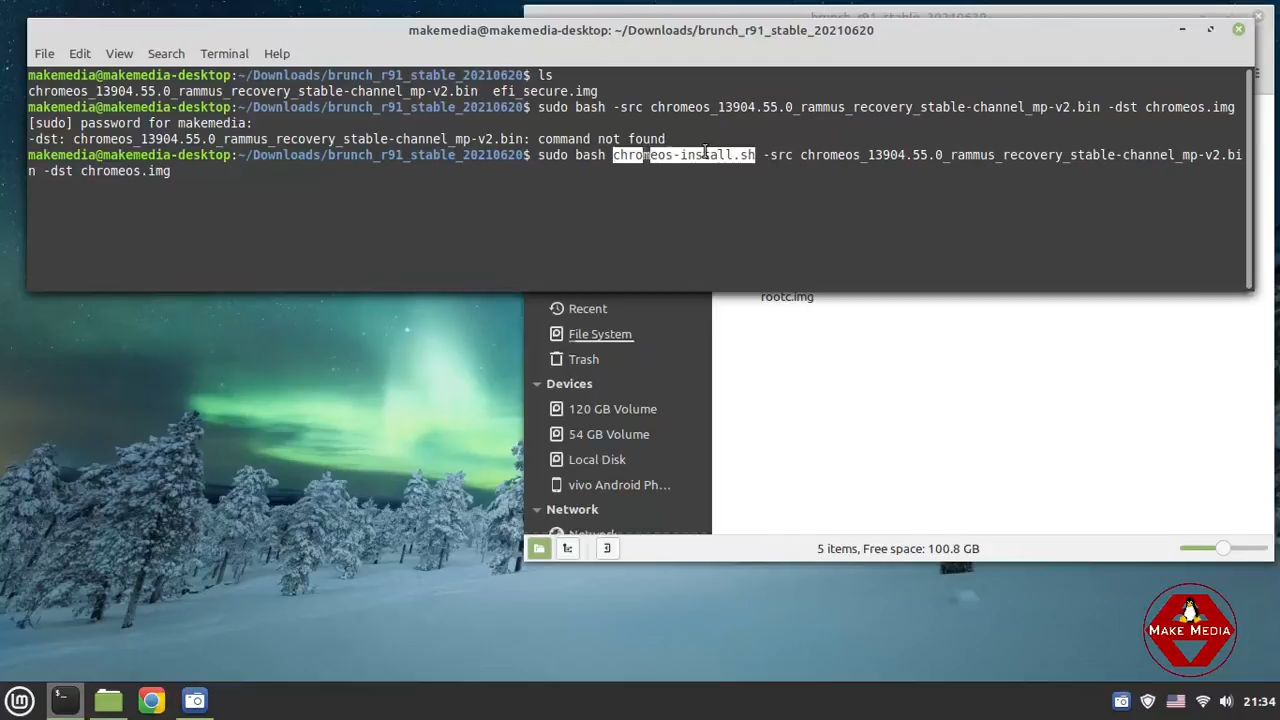 makemedia@makemedia-desktop: ~/Downloads/brunch_r91_stable_20210620
File Edit View Search Terminal Help
makemedia@makemedia-desktop:~/Downloads/brunch_r91_stable_20210620$ ls
chromeos_13904.55.0_rammus_recovery_stable-channel_mp-v2.bin  efi_secure.img
makemedia@makemedia-desktop:~/Downloads/brunch_r91_stable_20210620$ sudo bash -src chromeos_13904.55.0_rammus_recovery_stable-channel_mp-v2.bin -dst chromeos.img
[sudo] password for makemedia:
-dst: chromeos_13904.55.0_rammus_recovery_stable-channel_mp-v2.bin: command not found
makemedia@makemedia-desktop:~/Downloads/brunch_r91_stable_20210620$ sudo bash chromeos-install.sh -src chromeos_13904.55.0_rammus_recovery_stable-channel_mp-v2.bi
n -dst chromeos.img
rootc.img
Recent
File System
Trash
Devices
120 GB Volume
54 GB Volume
Local Disk
vivo Android Ph...
Network
5 items, Free space: 100.8 GB
MAKE MEDIA
21:34